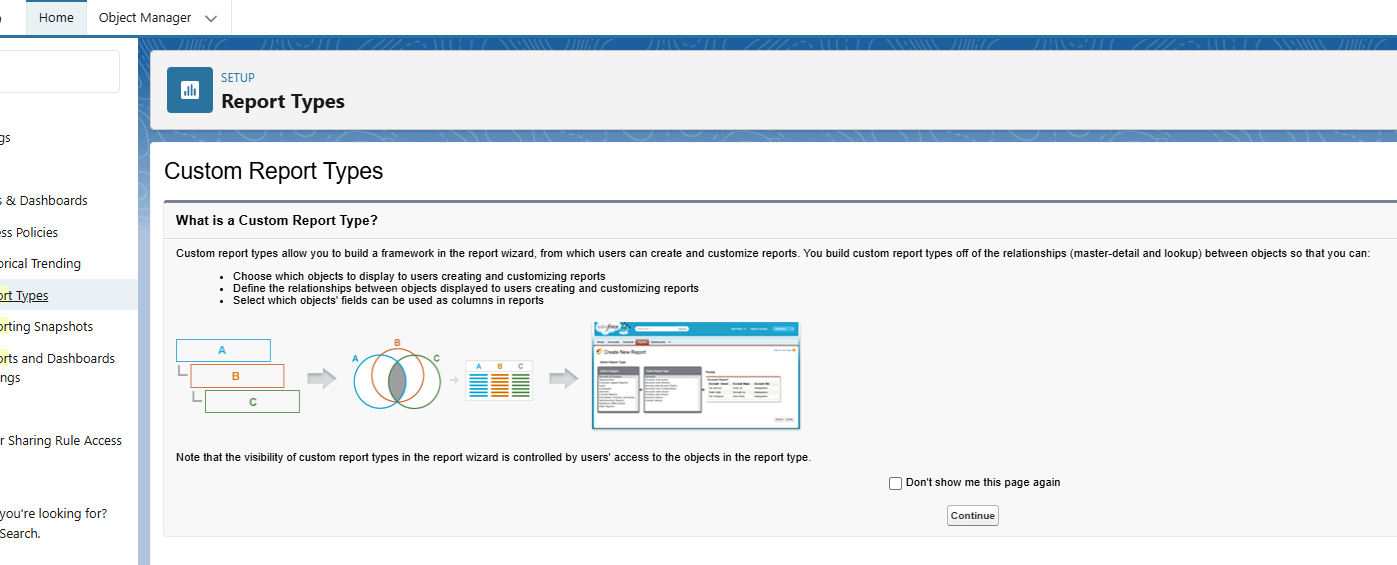 Home
Object Manager
SETUP
Report Types
gs
s & Dashboards
ess Policies
orical Trending
ort Types
orting Snapshots
orts and Dashboards
ngs
r Sharing Rule Access
you're looking for?
Search.
Custom Report Types
What is a Custom Report Type?
Custom report types allow you to build a framework in the report wizard, from which users can create and customize reports. You build custom report types off of the relationships (master-detail and lookup) between objects so that you can:
Choose which objects to display to users creating and customizing reports
Define the relationships between objects displayed to users creating and customizing reports
Select which objects' fields can be used as columns in reports
A
B
C
A
B
C
A B C
Create New Report
Note that the visibility of custom report types in the report wizard is controlled by users' access to the objects in the report type.
Don't show me this page again
Continue